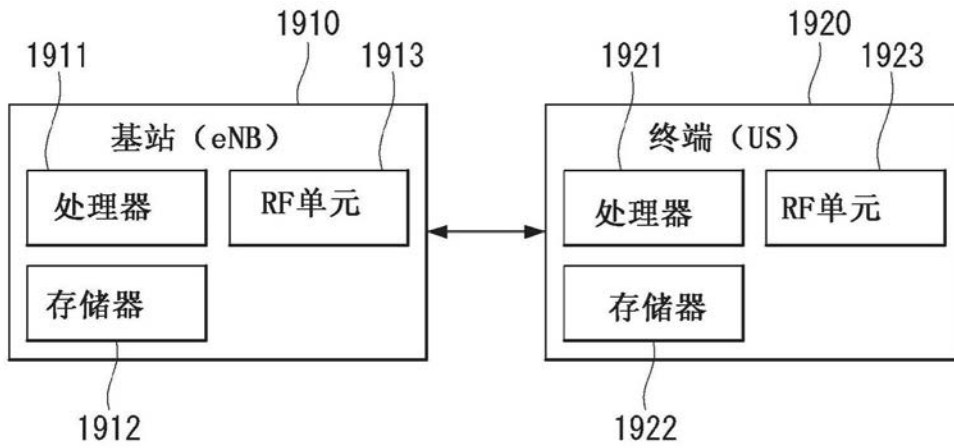 1910
1920
1911
1913
1921
1923
基站（eNB）
终端（US）
处理器
RF单元
处理器
RF单元
存储器
存储器
1912
1922